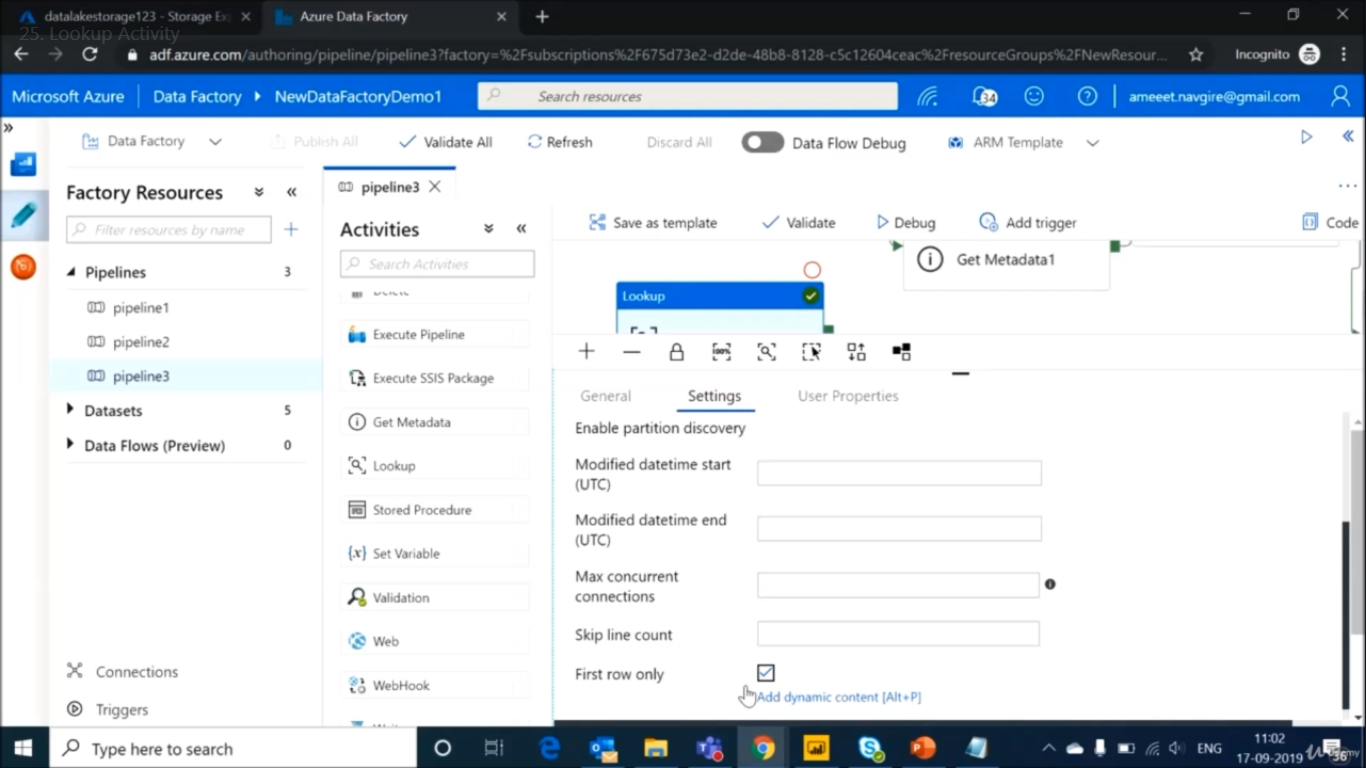 datalakestorage123 - Storage Ex
Azure Data Factory
25. Lookup Activity
adf.azure.com/authoring/pipeline/pipeline3?factory=%2Fsubscriptions%2F675d73e2-d2de-48b8-8128-c5c12604ceac%2FresourceGroups%2FNewResour...
Incognito
Microsoft Azure
Data Factory
NewDataFactoryDemo1
Search resources
34
ameeet.navgire@gmail.com
Data Factory
Publish All
Validate All
Refresh
Discard All
Data Flow Debug
ARM Template
Factory Resources
Filter resources by name
Pipelines
3
pipeline1
pipeline2
pipeline3
Datasets
5
Data Flows (Preview)
0
Connections
Triggers
pipeline3
Activities
Search Activities
Delete
Execute Pipeline
Execute SSIS Package
Get Metadata
Lookup
Stored Procedure
Set Variable
Validation
Web
WebHook
Save as template
Validate
Debug
Add trigger
Code
Get Metadata1
Lookup
100%
General
Settings
User Properties
Enable partition discovery
Modified datetime start
(UTC)
Modified datetime end
(UTC)
Max concurrent
connections
Skip line count
First row only
Add dynamic content [Alt+P]
Type here to search
ENG
11:02
17-09-2019
36